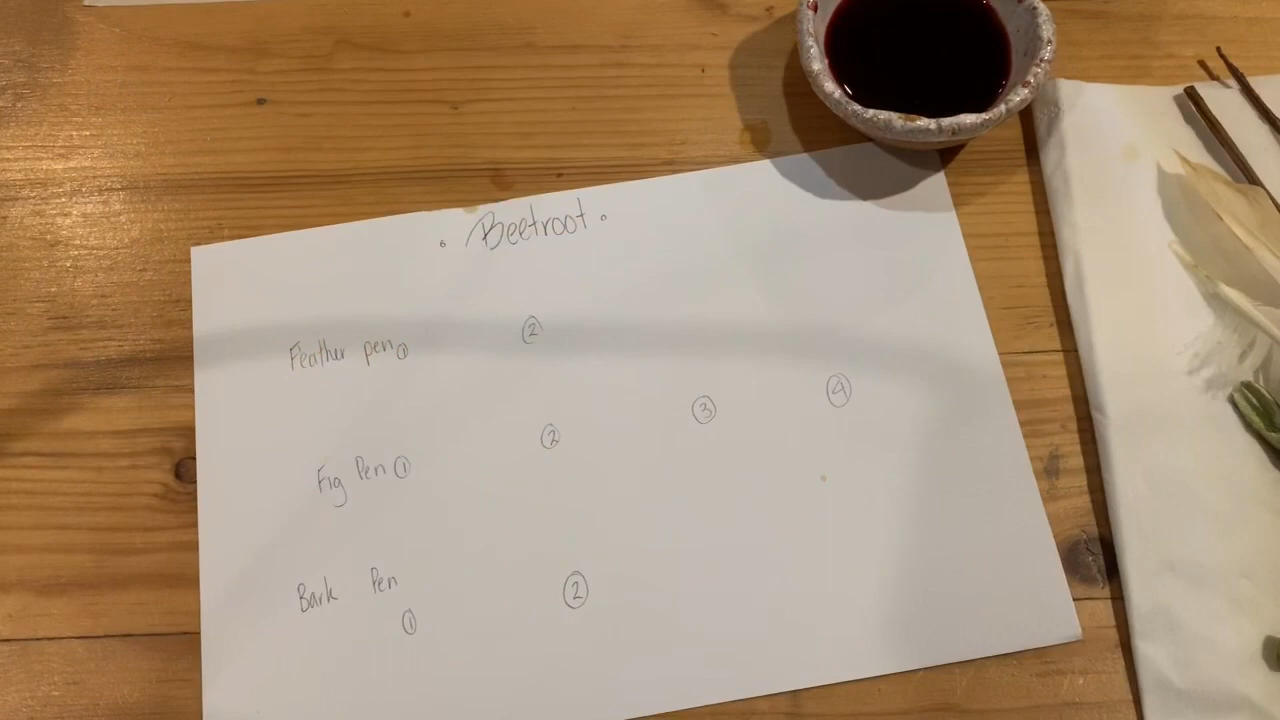 . Beetroot .
Feather pen ① ②
Fig Pen ① ② ③ ④
Bark Pen
① ②